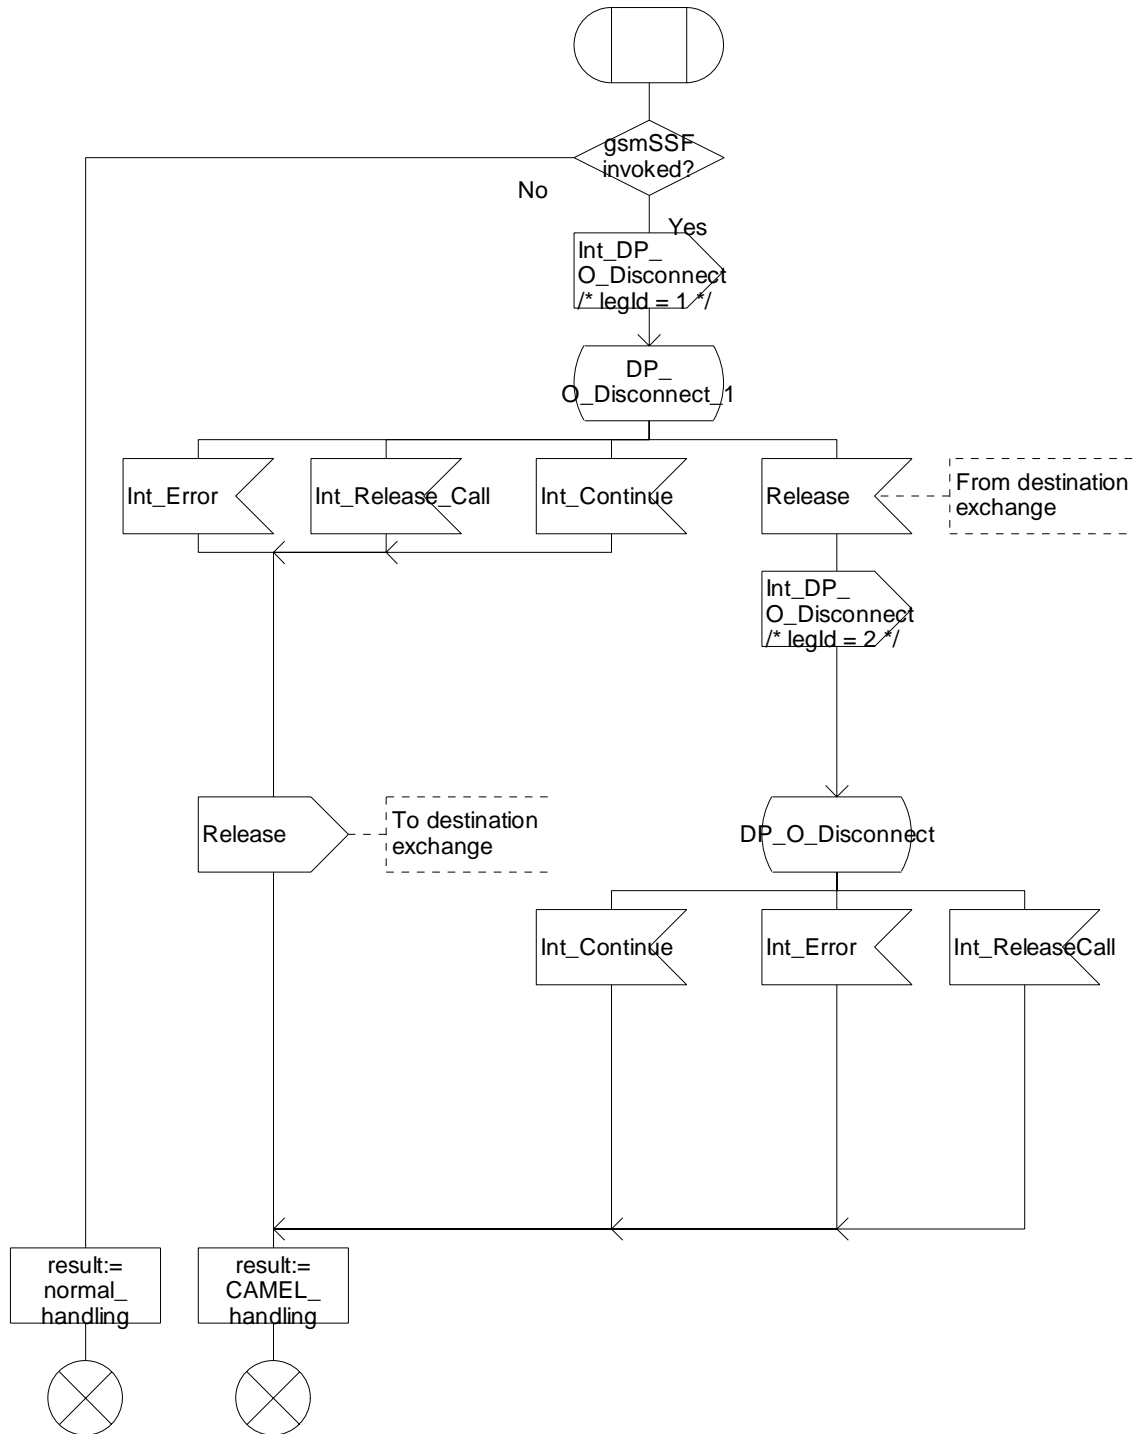 gsmSSF
invoked?
No
Yes
Int_DP_
O_Disconnect
/* legId = 1 */
DP_
O_Disconnect_1
Int_Error
Int_Release_Call
Int_Continue
Release
From destination
exchange
Int_DP_
O_Disconnect
/* legId = 2 */
Release
To destination
exchange
DP_O_Disconnect
Int_Continue
Int_Error
Int_ReleaseCall
result:=
normal_
handling
result:=
CAMEL_
handling